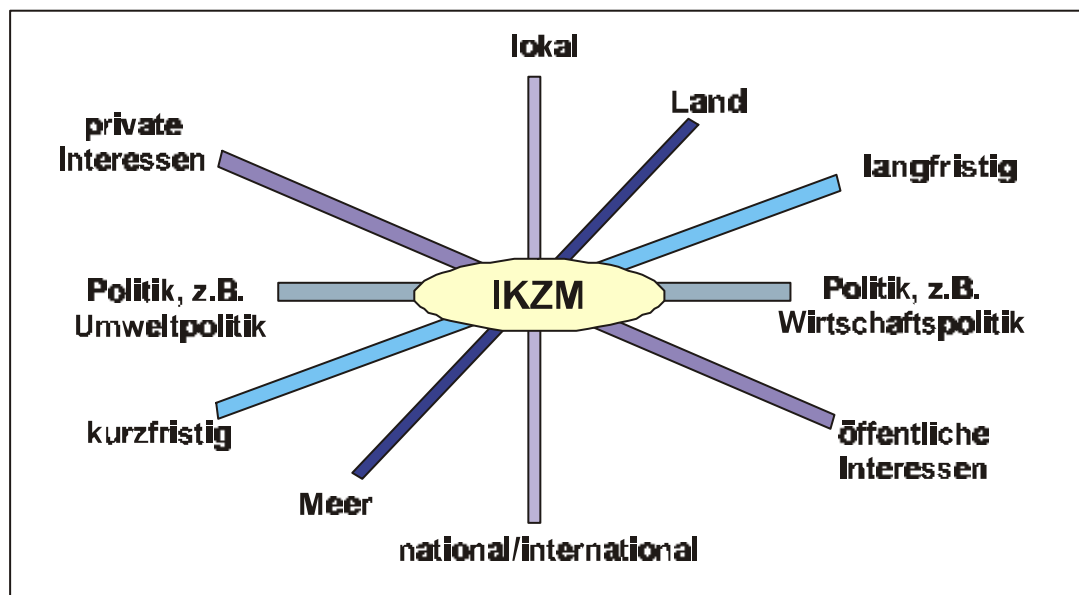 lokal
Land
private
Interessen
langfristig
Politik, z.B.
Umweltpolitik
IKZM
Politik, z.B.
Wirtschaftspolitik
kurzfristig
öffentliche
Interessen
Meer
national/international